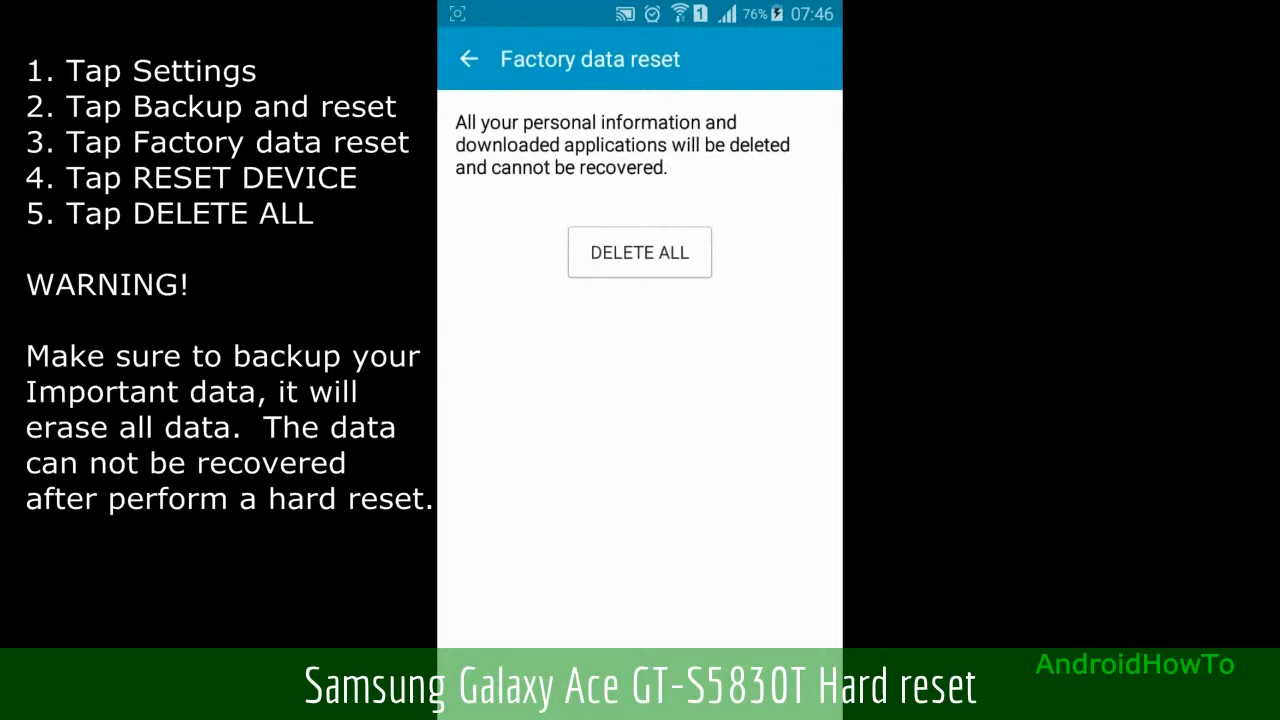 1. Tap Settings
2. Tap Backup and reset
3. Tap Factory data reset
4. Tap RESET DEVICE
5. Tap DELETE ALL
WARNING!
Make sure to backup your
Important data, it will
erase all data.  The data
can not be recovered
after perform a hard reset.
1 76% 07:46
Factory data reset
All your personal information and
downloaded applications will be deleted
and cannot be recovered.
DELETE ALL
AndroidHowTo
Samsung Galaxy Ace GT-S5830T Hard reset